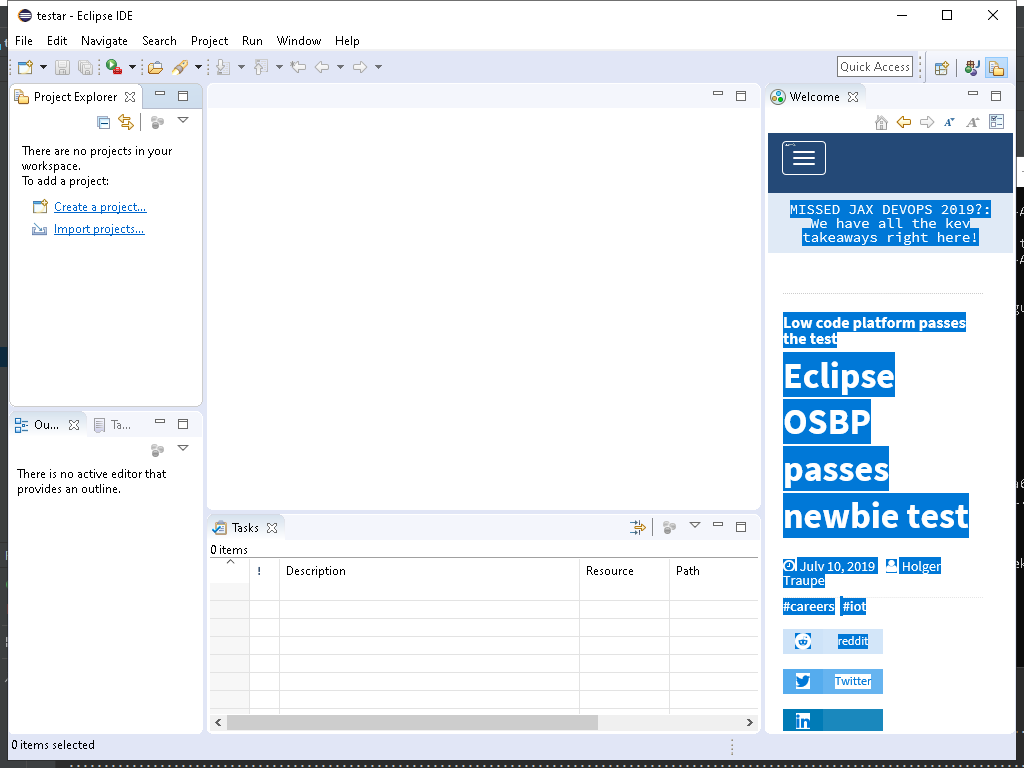 testar - Eclipse IDE
File Edit Navigate Search Project Run Window Help
Quick Access
Project Explorer
There are no projects in your
workspace.
To add a project:
Create a project...
Import projects...
Ou...
Ta...
There is no active editor that
provides an outline.
Tasks
0 items
! Description Resource Path
0 items selected
Welcome
MISSED JAX DEVOPS 2019?:
We have all the key
takeaways right here!
Low code platform passes
the test
Eclipse
OSBP
passes
newbie test
July 10, 2019 Holger
Traupe
#careers #iot
reddit
Twitter
in